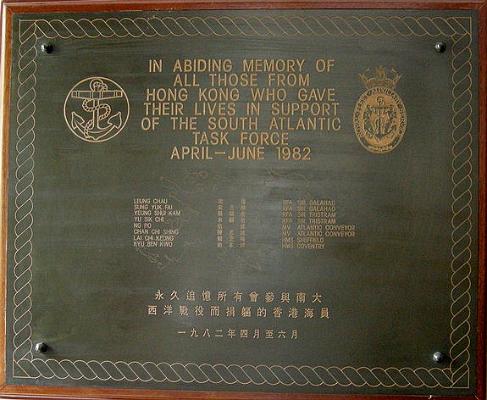 IN ABIDING MEMORY OF
ALL THOSE FROM
HONG KONG WHO GAVE
THEIR LIVES IN SUPPORT
OF THE SOUTH ATLANTIC
TASK FORCE
APRIL—JUNE 1982
LEUNG CHAU RFA SIR GALAHAD
SUNG YUK FAI RFA SIR GALAHAD
YEUNG SHUI KAM RFA SIR TRISTRAM
YU SIK CHI RFA SIR TRISTRAM
NG PO MV ATLANTIC CONVEYOR
CHAN CHI SHING MV ATLANTIC CONVEYOR
LAI CHI KEUNG HMS SHEFFIELD
KYU BEN KWO HMS COVENTRY
永久追憶所有曾參與南大
西洋戰役而捐軀的香港海員
一九八二年四月至六月